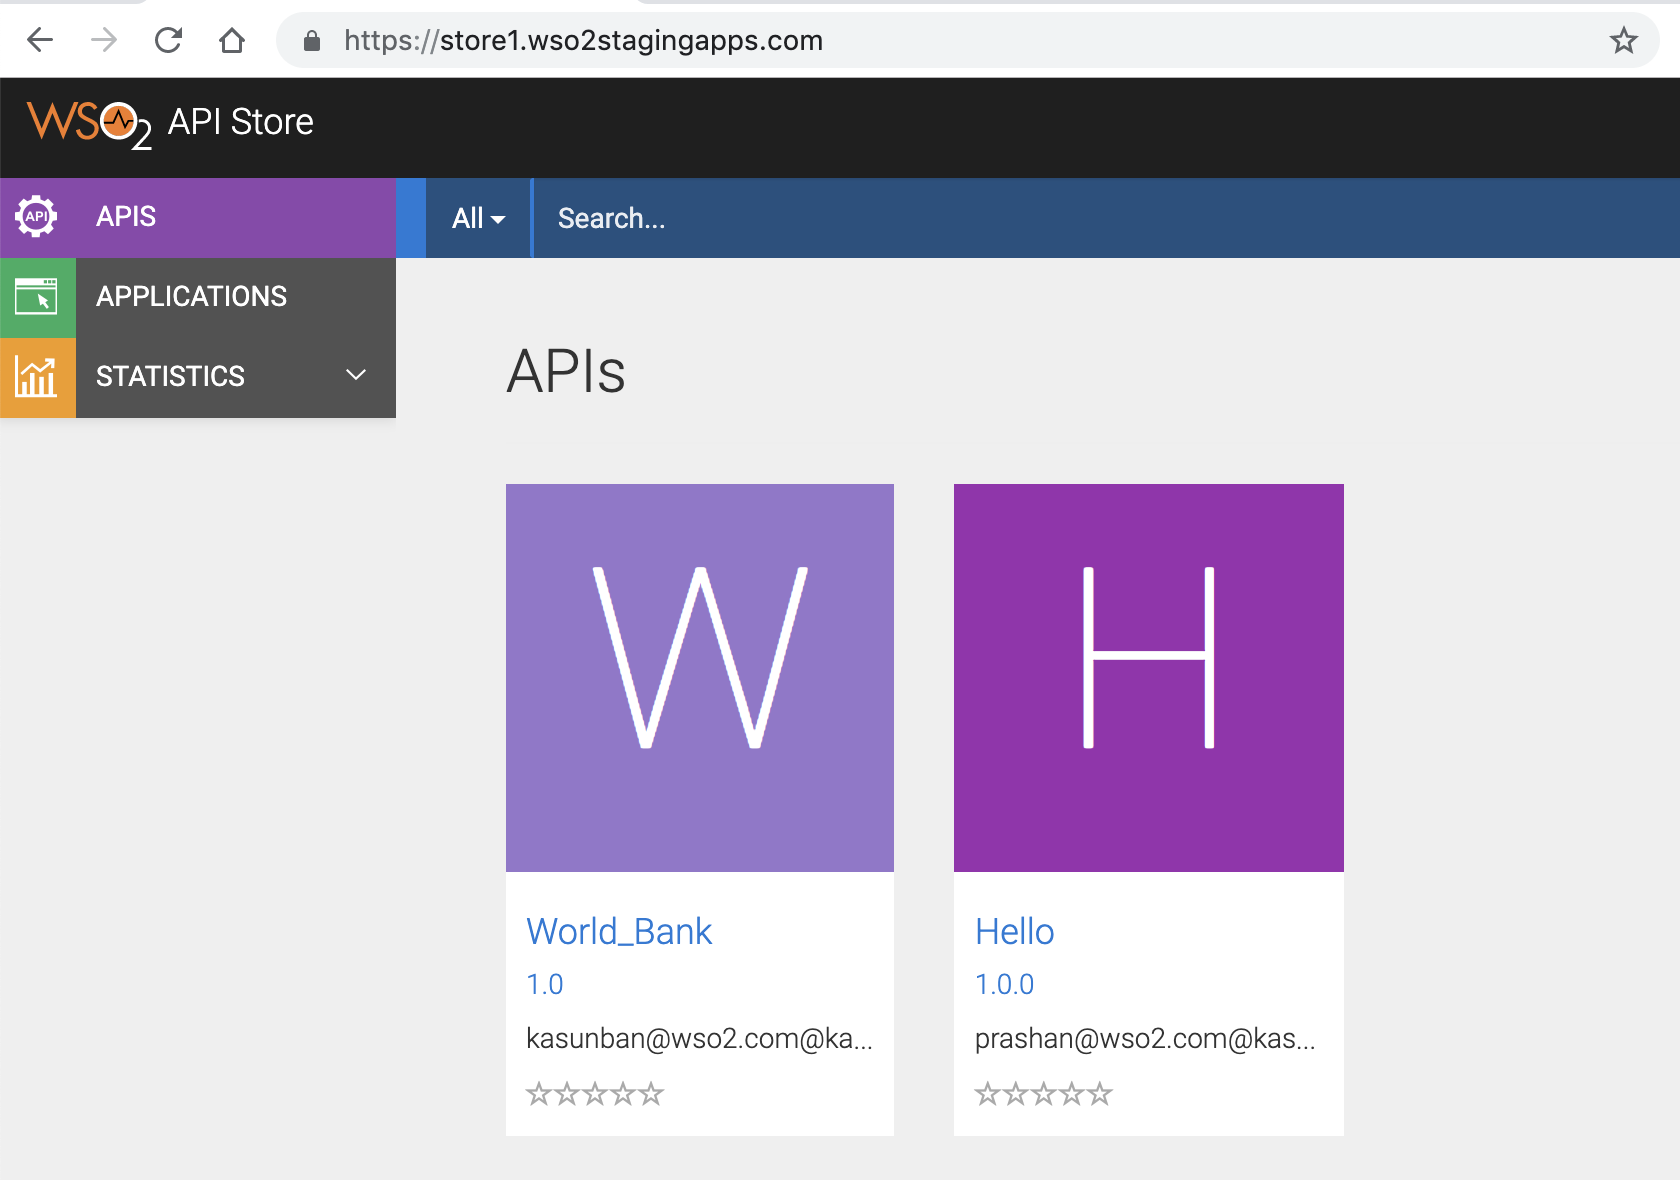 https://store1.wso2stagingapps.com
WSO2 API Store
API APIS
All
Search...
APPLICATIONS
STATISTICS
APIs
W
H
World_Bank
1.0
kasunban@wso2.com@ka...
Hello
1.0.0
prashan@wso2.com@kas...